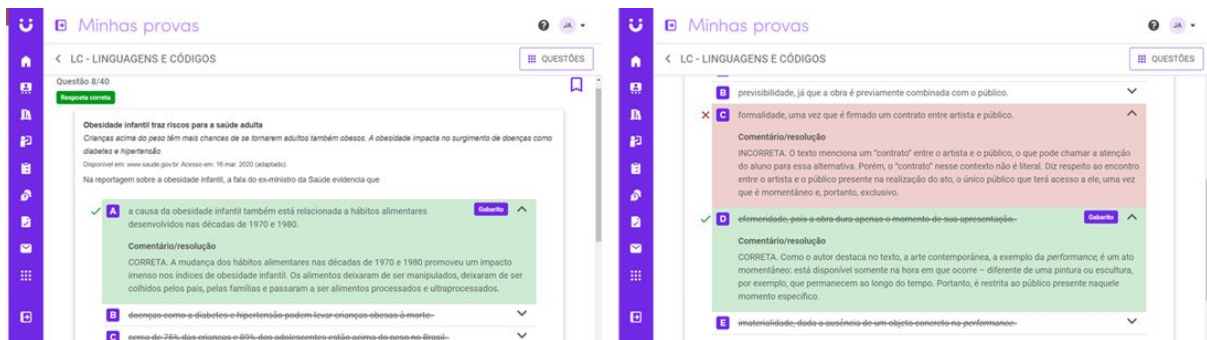 Minhas provas
JA
LC - LINGUAGENS E CÓDIGOS
QUESTÕES
Questão 8/40
Resposta correta
Obesidade infantil traz riscos para a saúde adulta
Crianças acima do peso têm mais chances de se tornarem adultos também obesos. A obesidade impacta no surgimento de doenças como
diabetes e hipertensão
Disponível em: www.saude.gov.br. Acesso em: 16 mar. 2020 (adaptado).
Na reportagem sobre a obesidade infantil, a fala do ex-ministro da Saúde evidencia que
A a causa da obesidade infantil também está relacionada a hábitos alimentares
desenvolvidos nas décadas de 1970 e 1980.
Gabarito
Comentário/resolução
CORRETA. A mudança dos hábitos alimentares nas décadas de 1970 e 1980 promoveu um impacto
imenso nos índices de obesidade infantil. Os alimentos deixaram de ser manipulados, deixaram de ser
colhidos pelos pais, pelas famílias e passaram a ser alimentos processados e ultraprocessados.
B doenças como a diabetes e hipertensão podem levar crianças obesas à morte.
C cerca de 75% das crianças e 89% dos adolescentes estão acima do peso no Brasil.
Minhas provas
JA
LC - LINGUAGENS E CÓDIGOS
QUESTÕES
B previsibilidade, já que a obra é previamente combinada com o público.
C formalidade, uma vez que é firmado um contrato entre artista e público.
Comentário/resolução
INCORRETA. O texto menciona um "contrato" entre o artista e o público, o que pode chamar a atenção
do aluno para essa alternativa. Porém, o "contrato" nesse contexto não é literal. Diz respeito ao encontro
entre o artista e o público presente na realização do ato, o único público que terá acesso a ele, uma vez
que é momentâneo e, portanto, exclusivo.
D efemeridade, pois a obra dura apenas o momento de sua apresentação.
Gabarito
Comentário/resolução
CORRETA. Como o autor destaca no texto, a arte contemporânea, a exemplo da performance, é um ato
momentâneo: está disponível somente na hora em que ocorre – diferente de uma pintura ou escultura,
por exemplo, que permanecem ao longo do tempo. Portanto, é restrita ao público presente naquele
momento específico.
E imaterialidade, dada a ausência de um objeto concreto na performance.